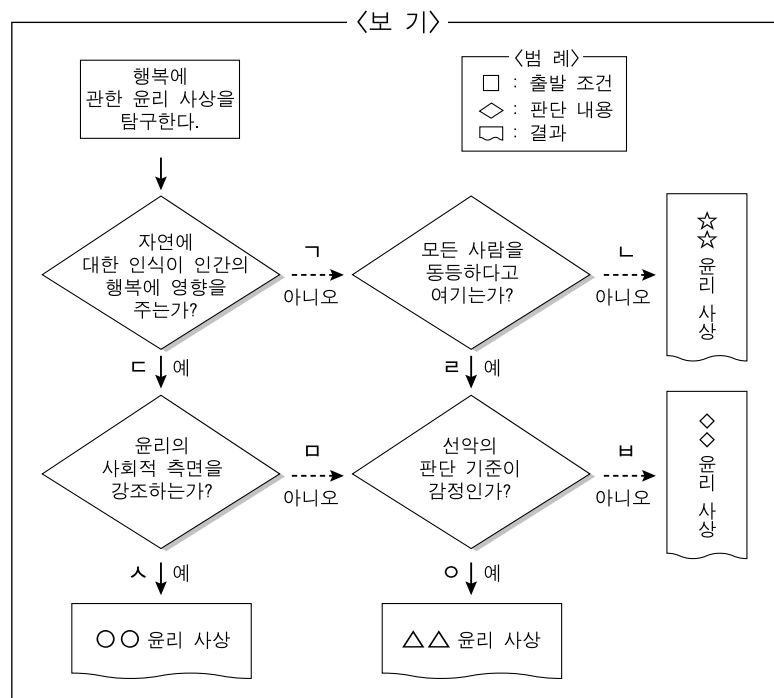 〈보 기〉
행복에
관한 윤리 사상을
탐구한다.
〈범 례〉
□ : 출발 조건
◇ : 판단 내용
: 결과
자연에
대한 인식이 인간의
행복에 영향을
주는가?
ㄱ
아니오
모든 사람을
동등하다고
여기는가?
ㄴ
아니오
☆☆ 윤리 사상
ㄷ 예
ㄹ 예
윤리의
사회적 측면을
강조하는가?
ㅁ
아니오
선악의
판단 기준이
감정인가?
ㅂ
아니오
◇◇ 윤리 사상
ㅅ 예
ㅇ 예
○○ 윤리 사상
△△ 윤리 사상